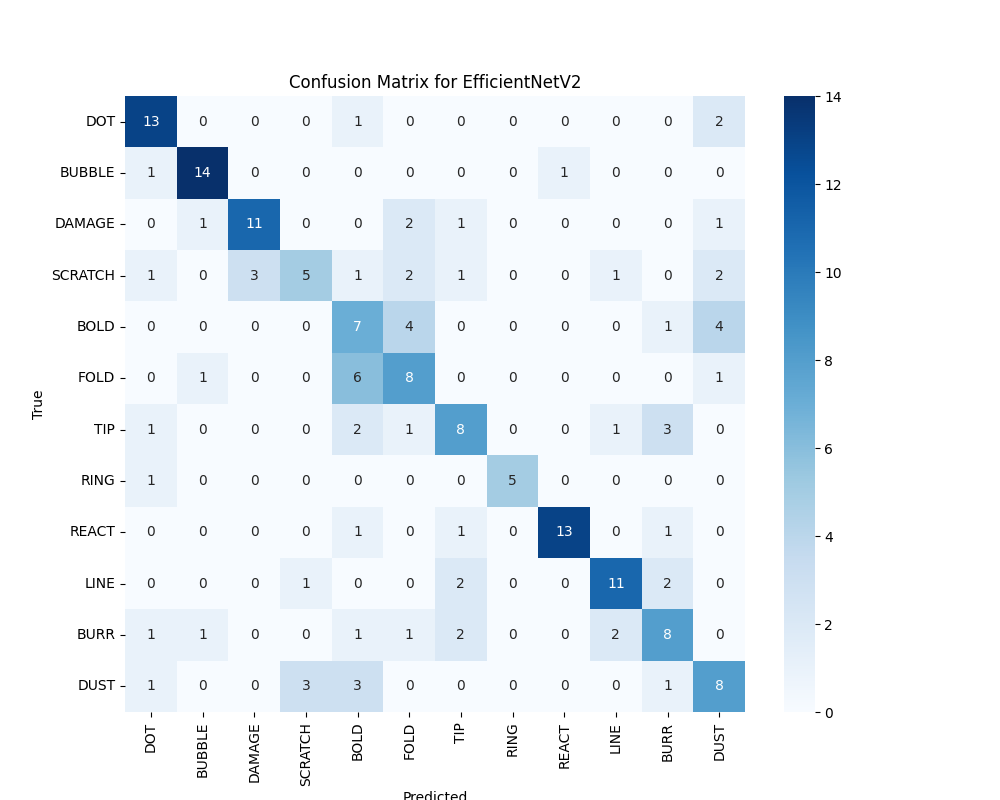 Confusion Matrix for EfficientNetV2
DOT 13 0 0 0 1 0 0 0 0 0 0 2
BUBBLE 1 14 0 0 0 0 0 0 1 0 0 0
DAMAGE 0 1 11 0 0 2 1 0 0 0 0 1
SCRATCH 1 0 3 5 1 2 1 0 0 1 0 2
BOLD 0 0 0 0 7 4 0 0 0 0 1 4
FOLD 0 1 0 0 6 8 0 0 0 0 0 1
TIP 1 0 0 0 2 1 8 0 0 1 3 0
RING 1 0 0 0 0 0 0 5 0 0 0 0
REACT 0 0 0 0 1 0 1 0 13 0 1 0
LINE 0 0 0 1 0 0 2 0 0 11 2 0
BURR 1 1 0 0 1 1 2 0 0 2 8 0
DUST 1 0 0 3 3 0 0 0 0 0 1 8
True
DOT BUBBLE DAMAGE SCRATCH BOLD FOLD TIP RING REACT LINE BURR DUST
Predicted
14
12
10
8
6
4
2
0